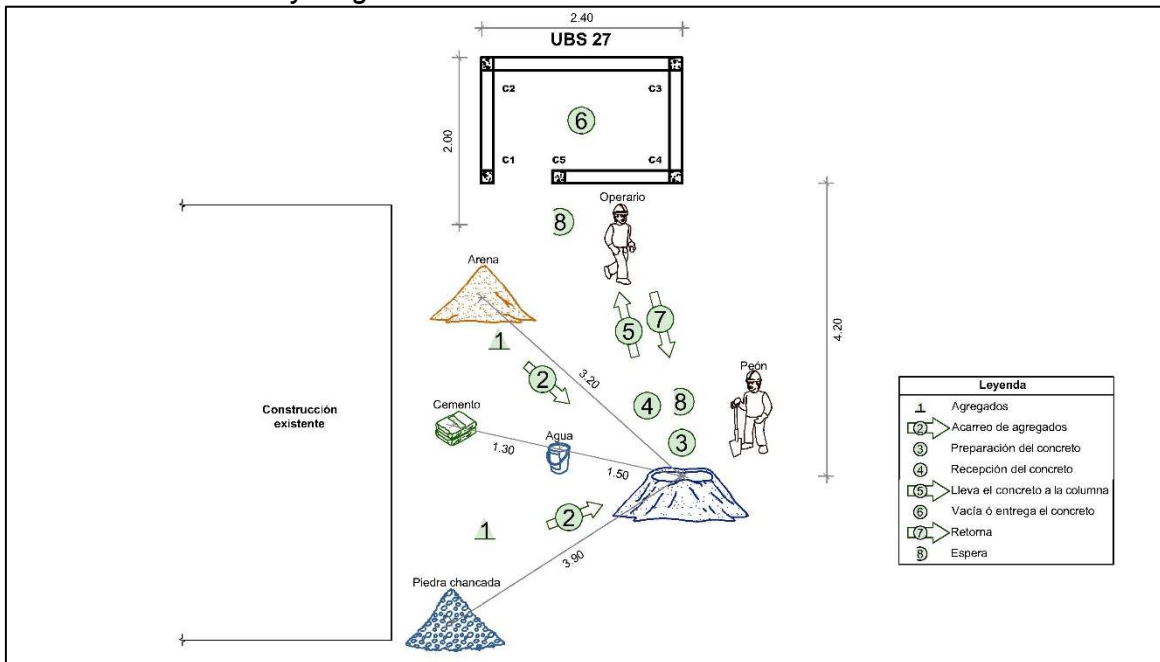 2.40
UBS 27
C2
C3
6
2.00
C1
C5
C4
8
Operario
Arena
5
7
4.20
1
2
3.20
Peón
4
8
Construcción
existente
Cemento
Agua
3
1.30
1.50
2
1
3.90
Piedra chancada
Leyenda
1 Agregados
2 Acarreo de agregados
3 Preparación del concreto
4 Recepción del concreto
5 Lleva el concreto a la columna
6 Vacía ó entrega el concreto
7 Retorna
8 Espera